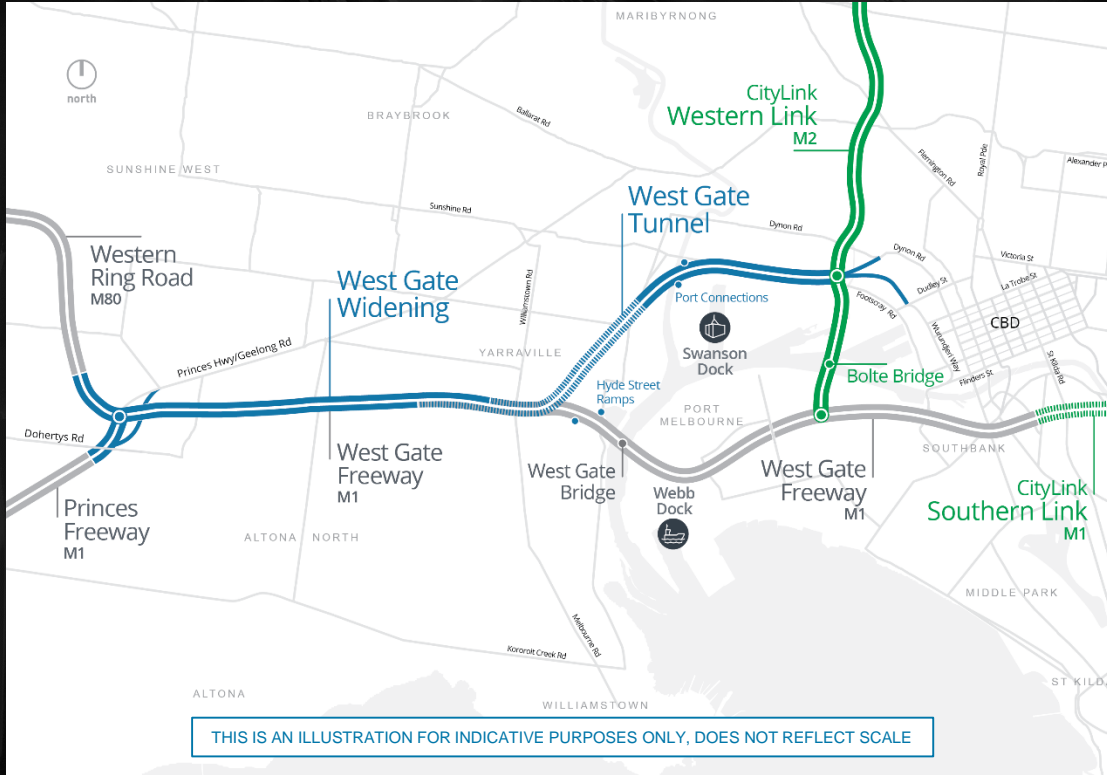 MARIBYRNONG
north
CityLink
Western Link
M2
BRAYBROOK
Ballarat Rd
Flemington Rd
Royal Pde
Alexander P
SUNSHINE WEST
Sunshine Rd
West Gate
Tunnel
Dynon Rd
Dynon Rd
Victoria St
La Trobe St
Dudley St
Western
Ring Road
M80
West Gate
Widening
Williamstown Rd
Port Connections
Footscray Rd
Wurundjeri Way
CBD
Swanson
Dock
Princes Hwy/Geelong Rd
YARRAVILLE
Bolte Bridge
Flinders St
St Kilda Rd
Hyde Street
Ramps
PORT
MELBOURNE
Dohertys Rd
SOUTHBANK
West Gate
Freeway
M1
West Gate
Bridge
Webb
Dock
West Gate
Freeway
M1
CityLink
Southern Link
M1
Princes
Freeway
M1
ALTONA NORTH
MIDDLE PARK
Melbourne Rd
Kororoit Creek Rd
ST KILD
ALTONA
WILLIAMSTOWN
THIS IS AN ILLUSTRATION FOR INDICATIVE PURPOSES ONLY, DOES NOT REFLECT SCALE